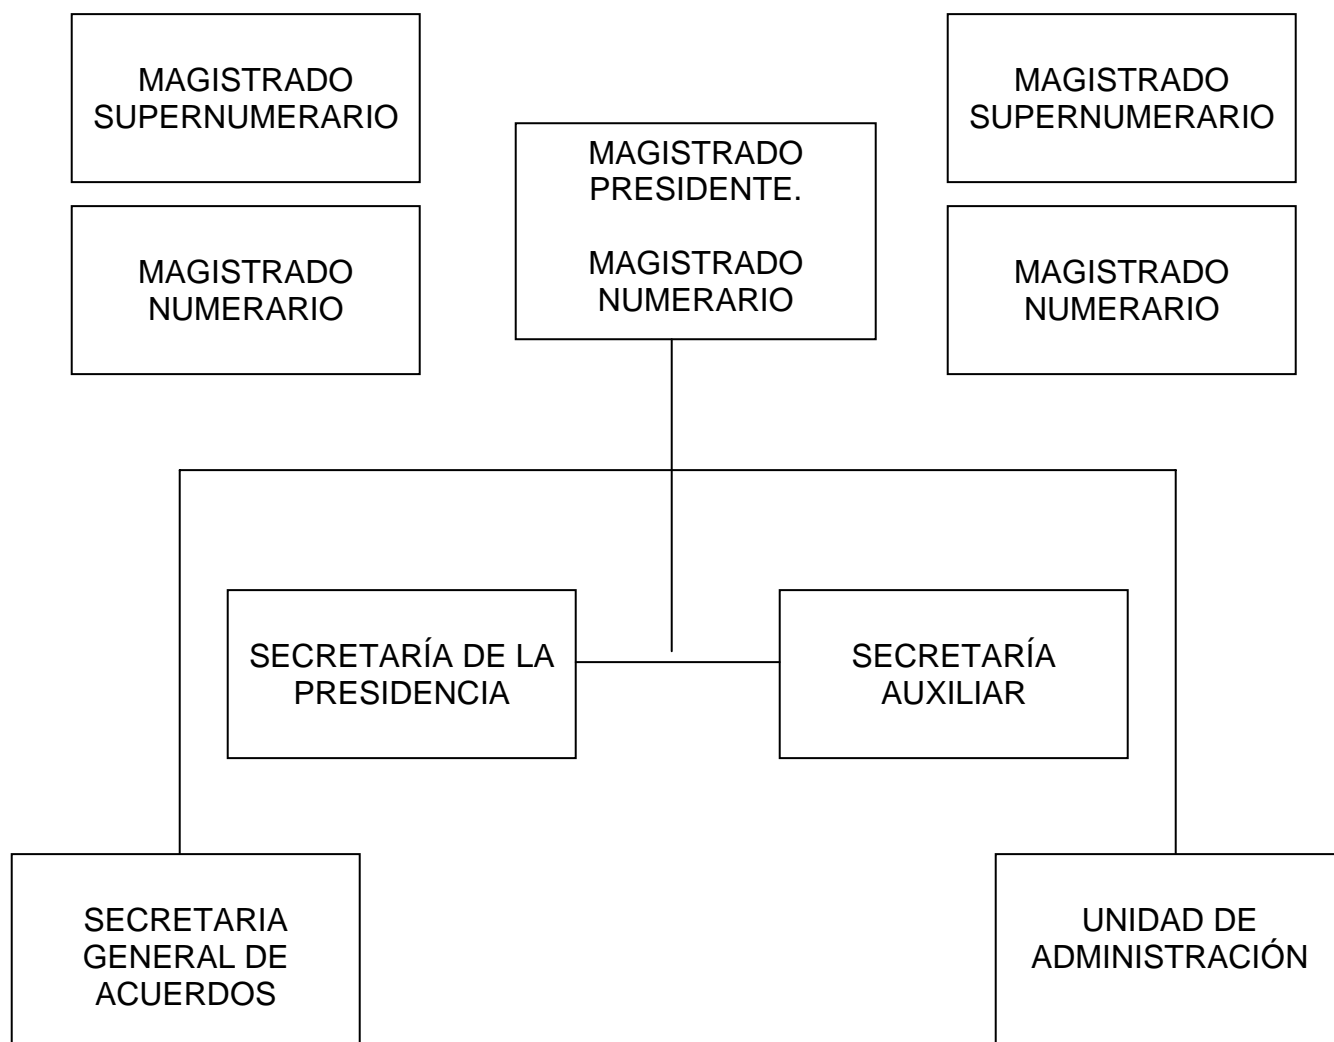 MAGISTRADO
SUPERNUMERARIO
MAGISTRADO
SUPERNUMERARIO
MAGISTRADO
PRESIDENTE.
MAGISTRADO
NUMERARIO
MAGISTRADO
NUMERARIO
MAGISTRADO
NUMERARIO
SECRETARÍA DE LA
PRESIDENCIA
SECRETARÍA
AUXILIAR
SECRETARIA
GENERAL DE
ACUERDOS
UNIDAD DE
ADMINISTRACIÓN